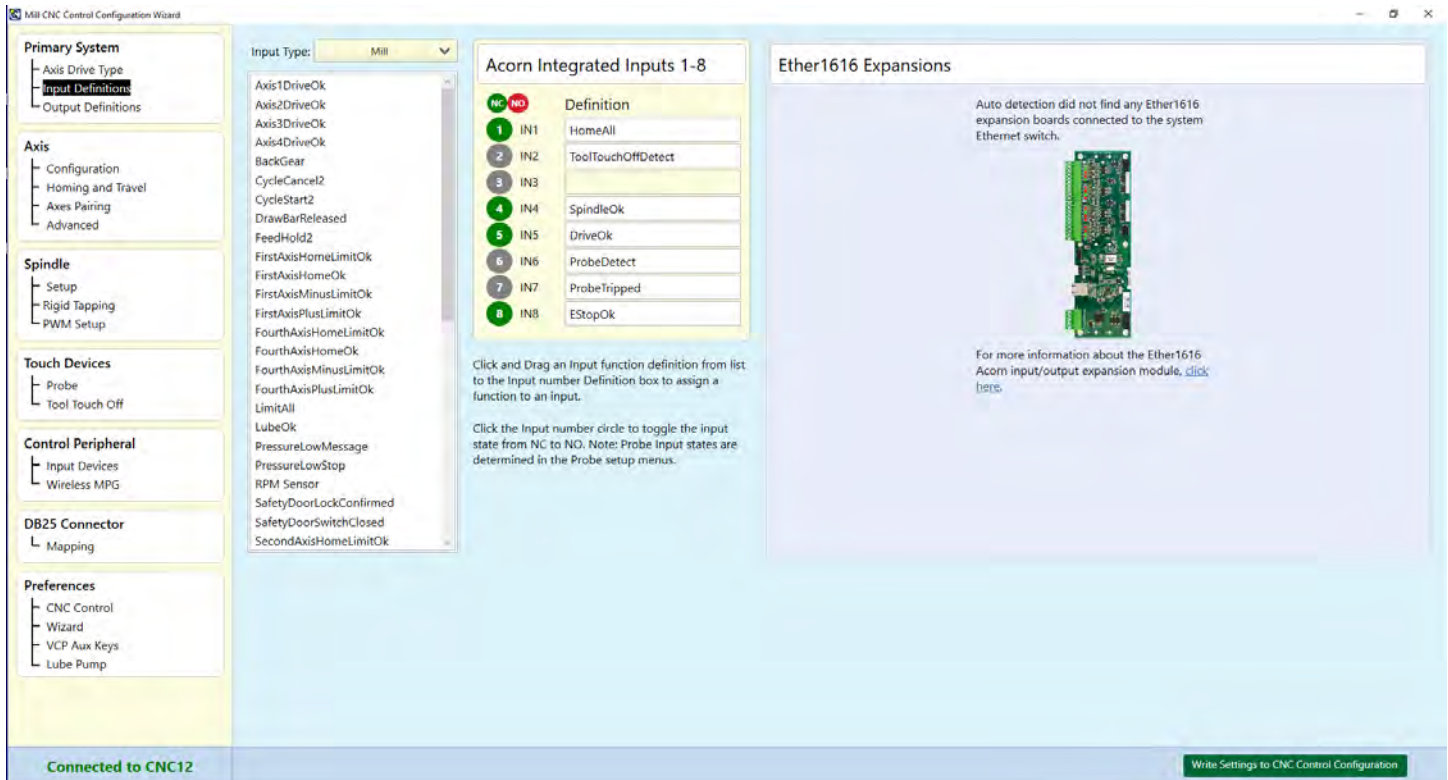 Mill CNC Control Configuration Wizard
Primary System
Axis Drive Type
Input Definitions
Output Definitions
Axis
Configuration
Homing and Travel
Axes Pairing
Advanced
Spindle
Setup
Rigid Tapping
PWM Setup
Touch Devices
Probe
Tool Touch Off
Control Peripheral
Input Devices
Wireless MPG
DB25 Connector
Mapping
Preferences
CNC Control
Wizard
VCP Aux Keys
Lube Pump
Connected to CNC12
Input Type: Mill
Axis1DriveOk
Axis2DriveOk
Axis3DriveOk
Axis4DriveOk
BackGear
CycleCancel2
CycleStart2
DrawBarReleased
FeedHold2
FirstAxisHomeLimitOk
FirstAxisHomeOk
FirstAxisMinusLimitOk
FirstAxisPlusLimitOk
FourthAxisHomeLimitOk
FourthAxisHomeOk
FourthAxisMinusLimitOk
FourthAxisPlusLimitOk
LimitAll
LubeOk
PressureLowMessage
PressureLowStop
RPM Sensor
SafetyDoorLockConfirmed
SafetyDoorSwitchClosed
SecondAxisHomeLimitOk
Acorn Integrated Inputs 1-8
NC NO Definition
1 IN1 HomeAll
2 IN2 ToolTouchOffDetect
3 IN3
4 IN4 SpindleOk
5 IN5 DriveOk
6 IN6 ProbeDetect
7 IN7 ProbeTripped
8 IN8 EStopOk
Click and Drag an Input function definition from list
to the Input number Definition box to assign a
function to an input.
Click the Input number circle to toggle the input
state from NC to NO. Note: Probe Input states are
determined in the Probe setup menus.
Ether1616 Expansions
Auto detection did not find any Ether1616
expansion boards connected to the system
Ethernet switch.
For more information about the Ether1616
Acorn input/output expansion module, click
here.
Write Settings to CNC Control Configuration